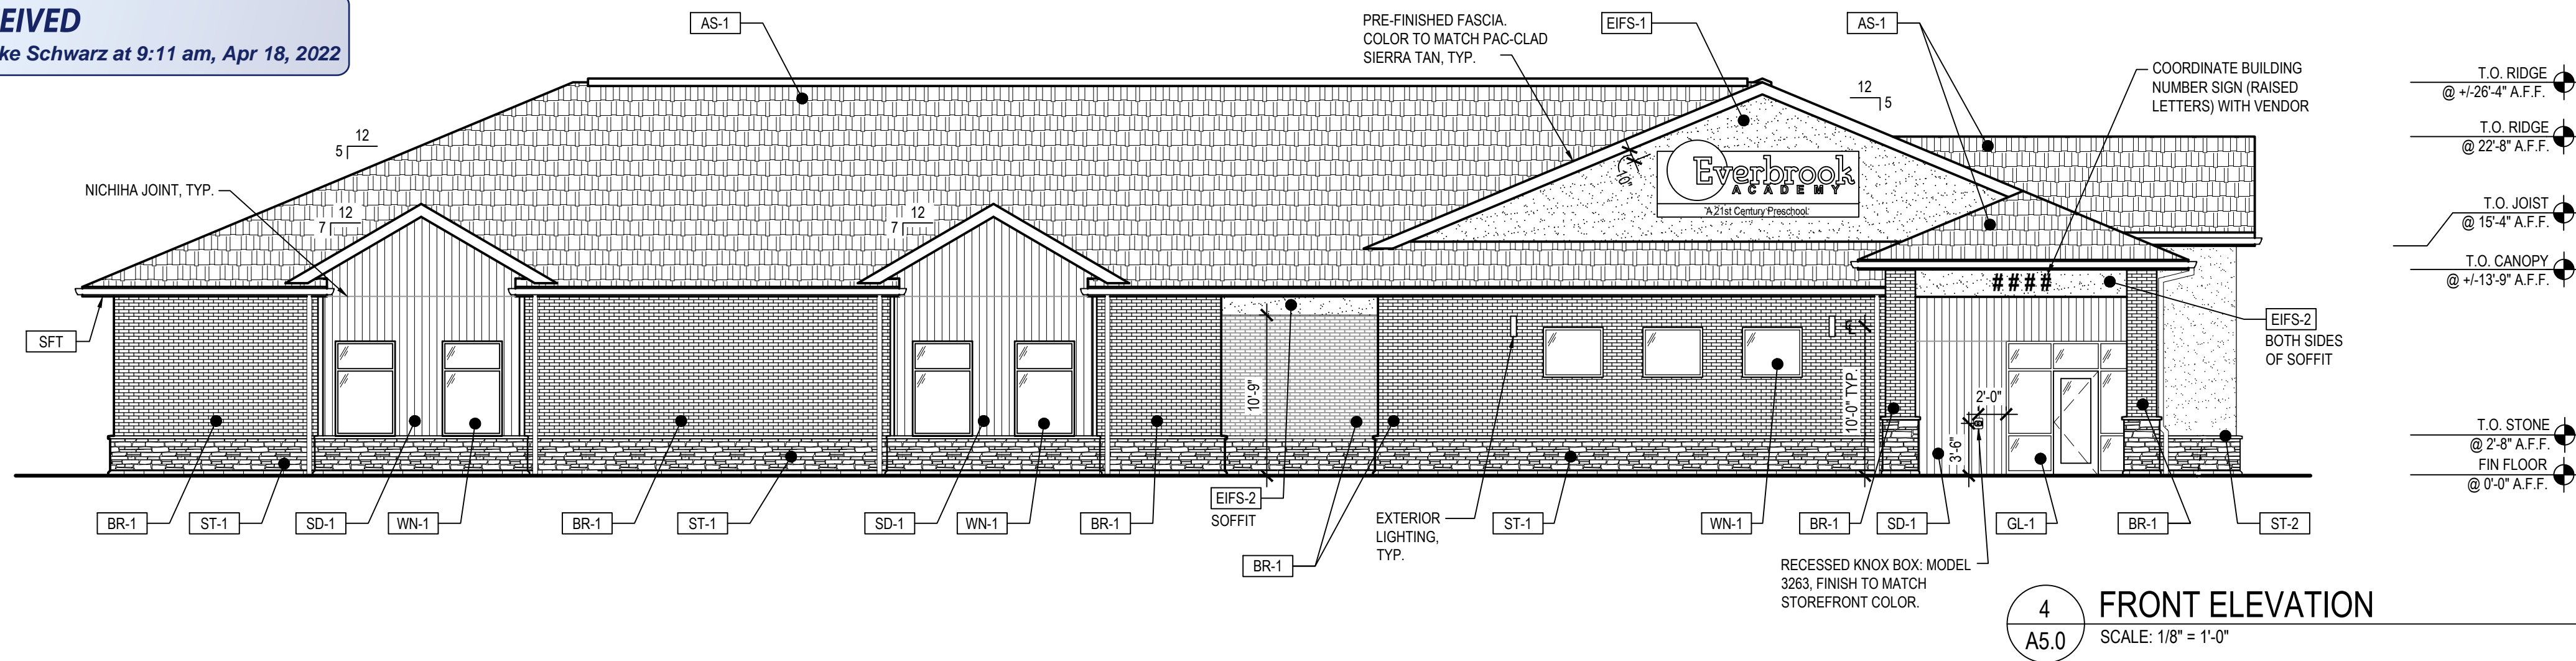 EIVED
ke Schwarz at 9:11 am, Apr 18, 2022
AS-1
PRE-FINISHED FASCIA.
COLOR TO MATCH PAC-CLAD
SIERRA TAN, TYP.
EIFS-1
AS-1
COORDINATE BUILDING
NUMBER SIGN (RAISED
LETTERS) WITH VENDOR
T.O. RIDGE
@ +/-26'-4" A.F.F.
T.O. RIDGE
@ 22'-8" A.F.F.
T.O. JOIST
@ 15'-4" A.F.F.
T.O. CANOPY
@ +/-13'-9" A.F.F.
T.O. STONE
@ 2'-8" A.F.F.
FIN FLOOR
@ 0'-0" A.F.F.
12
5
12
5
NICHIHA JOINT, TYP.
12
7
12
7
10"
Everbrook
ACADEMY
"A 21st Century Preschool."
####
SFT
EIFS-2
BOTH SIDES
OF SOFFIT
10'-9"
10'-0" TYP.
2'-0"
3'-6"
BR-1
ST-1
SD-1
WN-1
BR-1
ST-1
SD-1
WN-1
BR-1
EIFS-2
SOFFIT
BR-1
EXTERIOR
LIGHTING,
TYP.
ST-1
WN-1
BR-1
SD-1
GL-1
BR-1
ST-2
RECESSED KNOX BOX: MODEL
3263, FINISH TO MATCH
STOREFRONT COLOR.
4
A5.0
FRONT ELEVATION
SCALE: 1/8" = 1'-0"